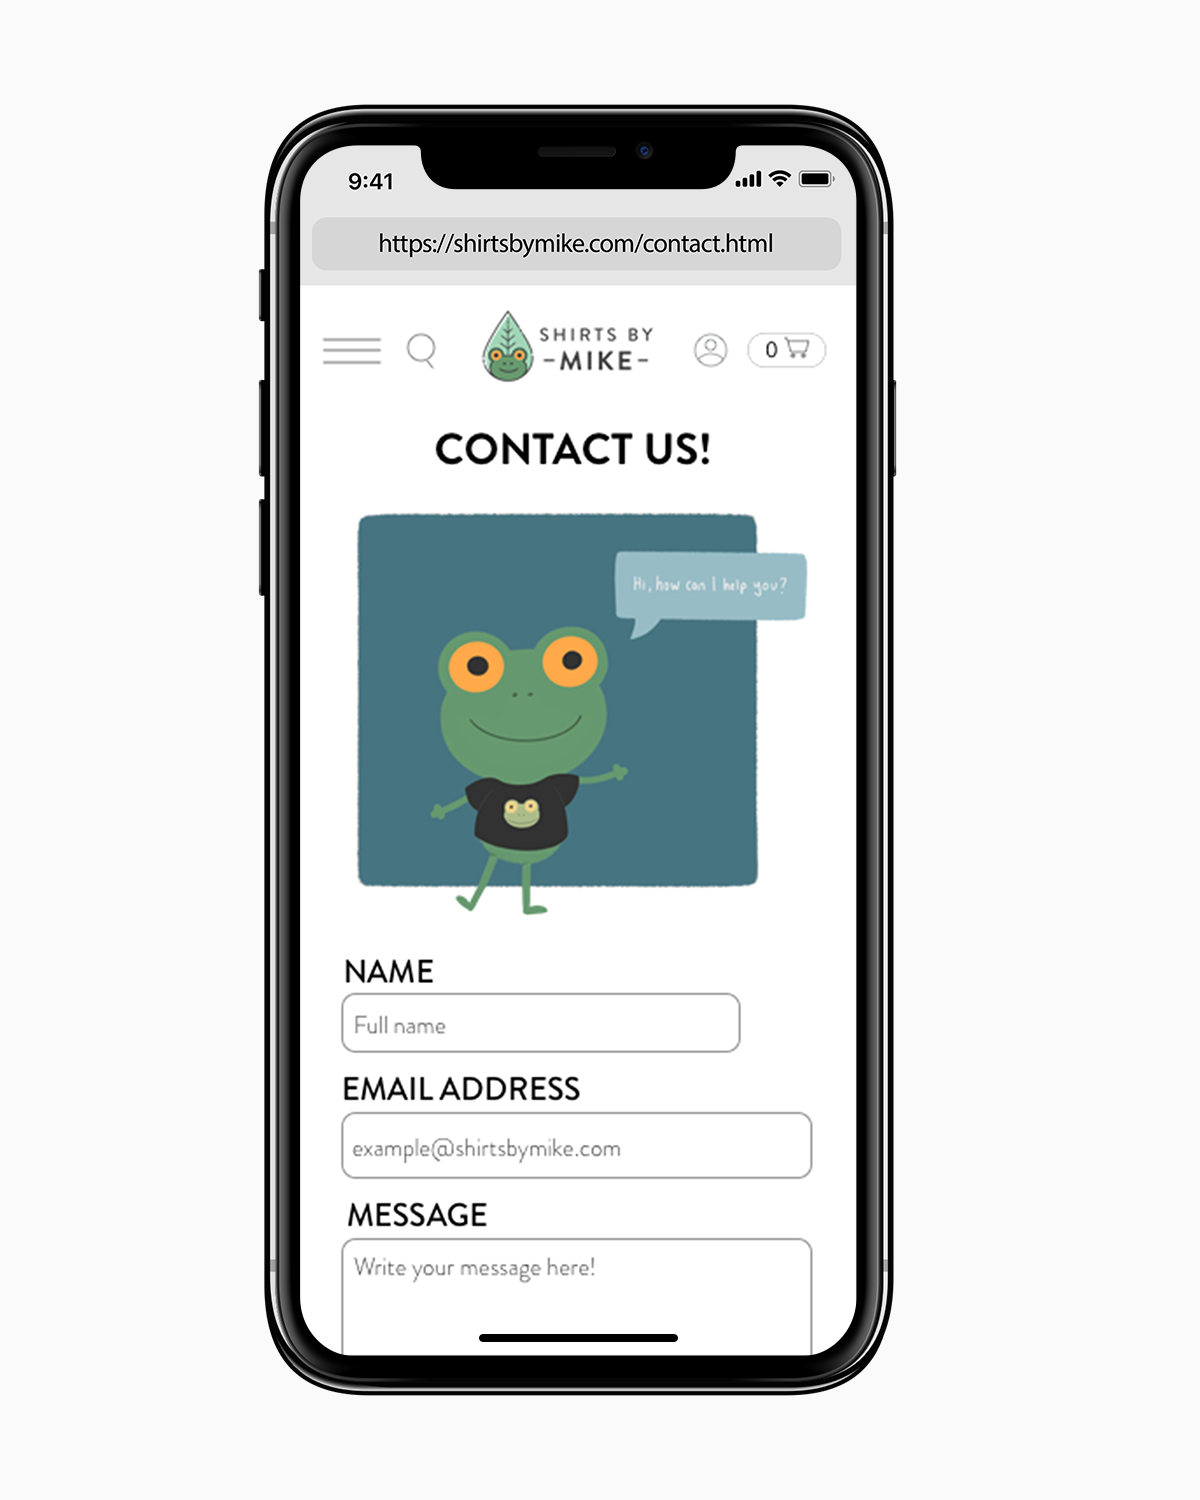 9:41
https://shirtsbymike.com/contact.html
SHIRTS BY
-MIKE-
0
CONTACT US!
Hi, how can I help you?
NAME
Full name
EMAIL ADDRESS
example@shirtsbymike.com
MESSAGE
Write your message here!